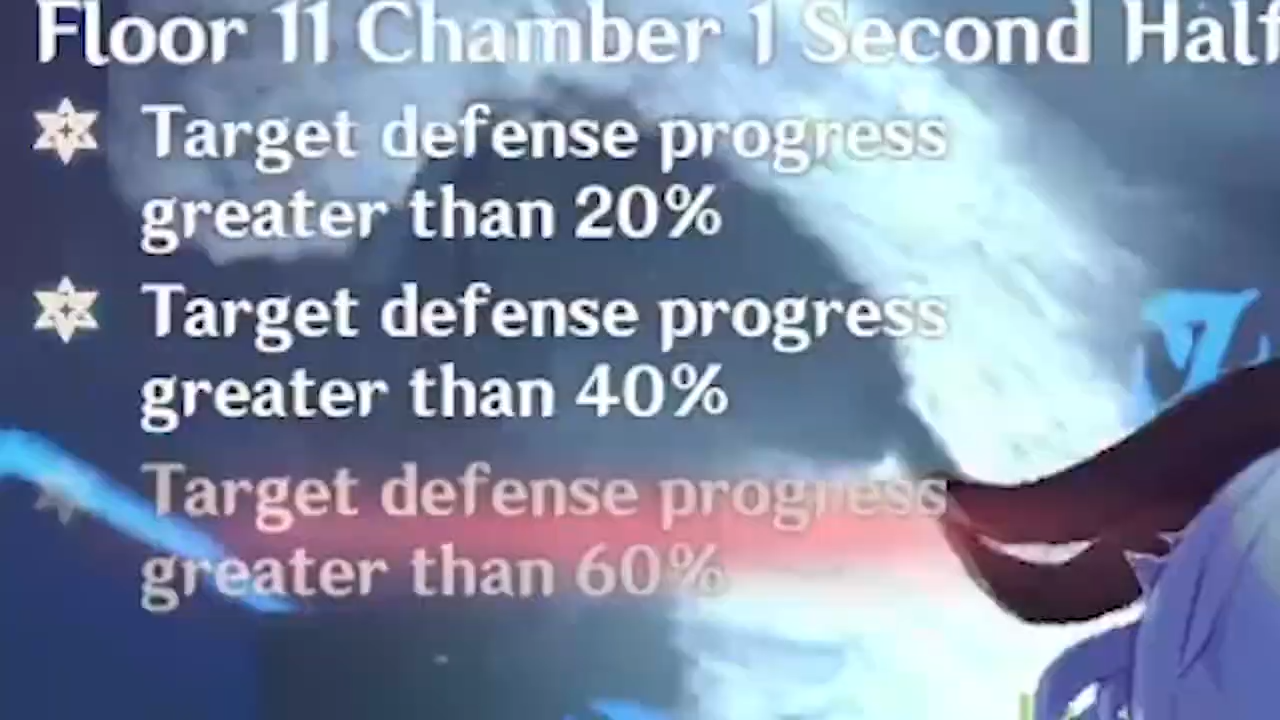 Floor 11 Chamber 1 Second Half
Target defense progress
greater than 20%
Target defense progress
greater than 40%
Target defense progress
greater than 60%